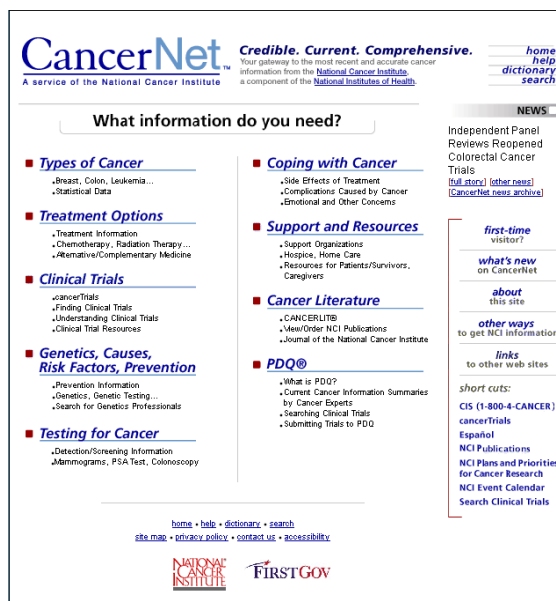 CancerNet™
A service of the National Cancer Institute
Credible. Current. Comprehensive.
Your gateway to the most recent and accurate cancer
information from the National Cancer Institute,
a component of the National Institutes of Health.
home
help
dictionary
search
What information do you need?
Types of Cancer
•Breast, Colon, Leukemia...
•Statistical Data
Treatment Options
•Treatment Information
•Chemotherapy, Radiation Therapy...
•Alternative/Complementary Medicine
Clinical Trials
•cancerTrials
•Finding Clinical Trials
•Understanding Clinical Trials
•Clinical Trial Resources
Genetics, Causes,
Risk Factors, Prevention
•Prevention Information
•Genetics, Genetic Testing...
•Search for Genetics Professionals
Testing for Cancer
•Detection/Screening Information
•Mammograms, PSA Test, Colonoscopy
Coping with Cancer
•Side Effects of Treatment
•Complications Caused by Cancer
•Emotional and Other Concerns
Support and Resources
•Support Organizations
•Hospice, Home Care
•Resources for Patients/Survivors,
Caregivers
Cancer Literature
•CANCERLIT®
•View/Order NCI Publications
•Journal of the National Cancer Institute
PDQ®
•What is PDQ?
•Current Cancer Information Summaries
by Cancer Experts
•Searching Clinical Trials
•Submitting Trials to PDQ
NEWS
Independent Panel
Reviews Reopened
Colorectal Cancer
Trials
[full story] [other news]
[CancerNet news archive]
first-time
visitor?
what's new
on CancerNet
about
this site
other ways
to get NCI information
links
to other web sites
short cuts:
CIS (1-800-4-CANCER)
cancerTrials
Español
NCI Publications
NCI Plans and Priorities
for Cancer Research
NCI Event Calendar
Search Clinical Trials
home • help • dictionary • search
site map • privacy policy • contact us • accessibility
NATIONAL
CANCER
INSTITUTE
FIRSTGOV